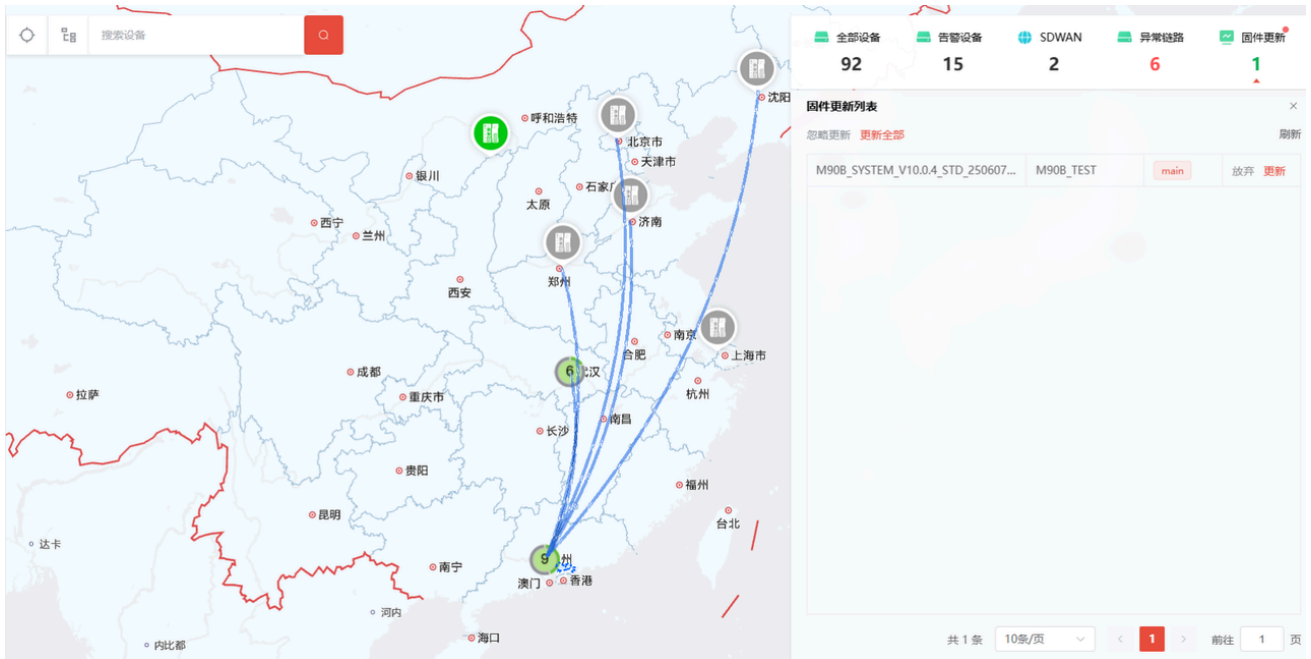 搜索设备
全部设备 告警设备 SDWAN 异常链路 固件更新
92 15 2 6 1
固件更新列表 ×
忽略更新 更新全部 刷新
M90B_SYSTEM_V10.0.4_STD_250607... M90B_TEST main 放弃 更新
沈阳
呼和浩特
北京市
天津市
银川
石家
太原
济南
西宁
兰州
郑州
西安
南京
合肥
上海市
成都
6 汉
杭州
拉萨
重庆市
南昌
长沙
贵阳
福州
昆明
台北
达卡
9 州
南宁
澳门 香港
河内
海口
内比都
共 1 条 10条/页 < 1 > 前往 1 页